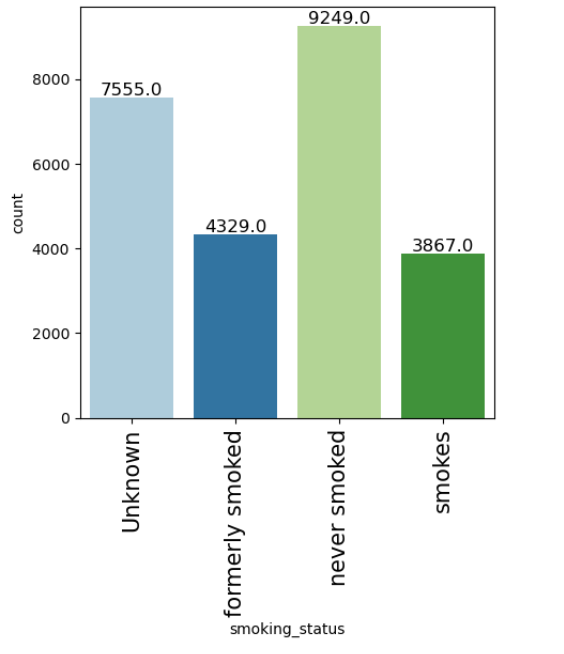 9249.0
8000
7555.0
6000
count
4329.0
4000
3867.0
2000
0
Unknown
formerly smoked
never smoked
smokes
smoking_status